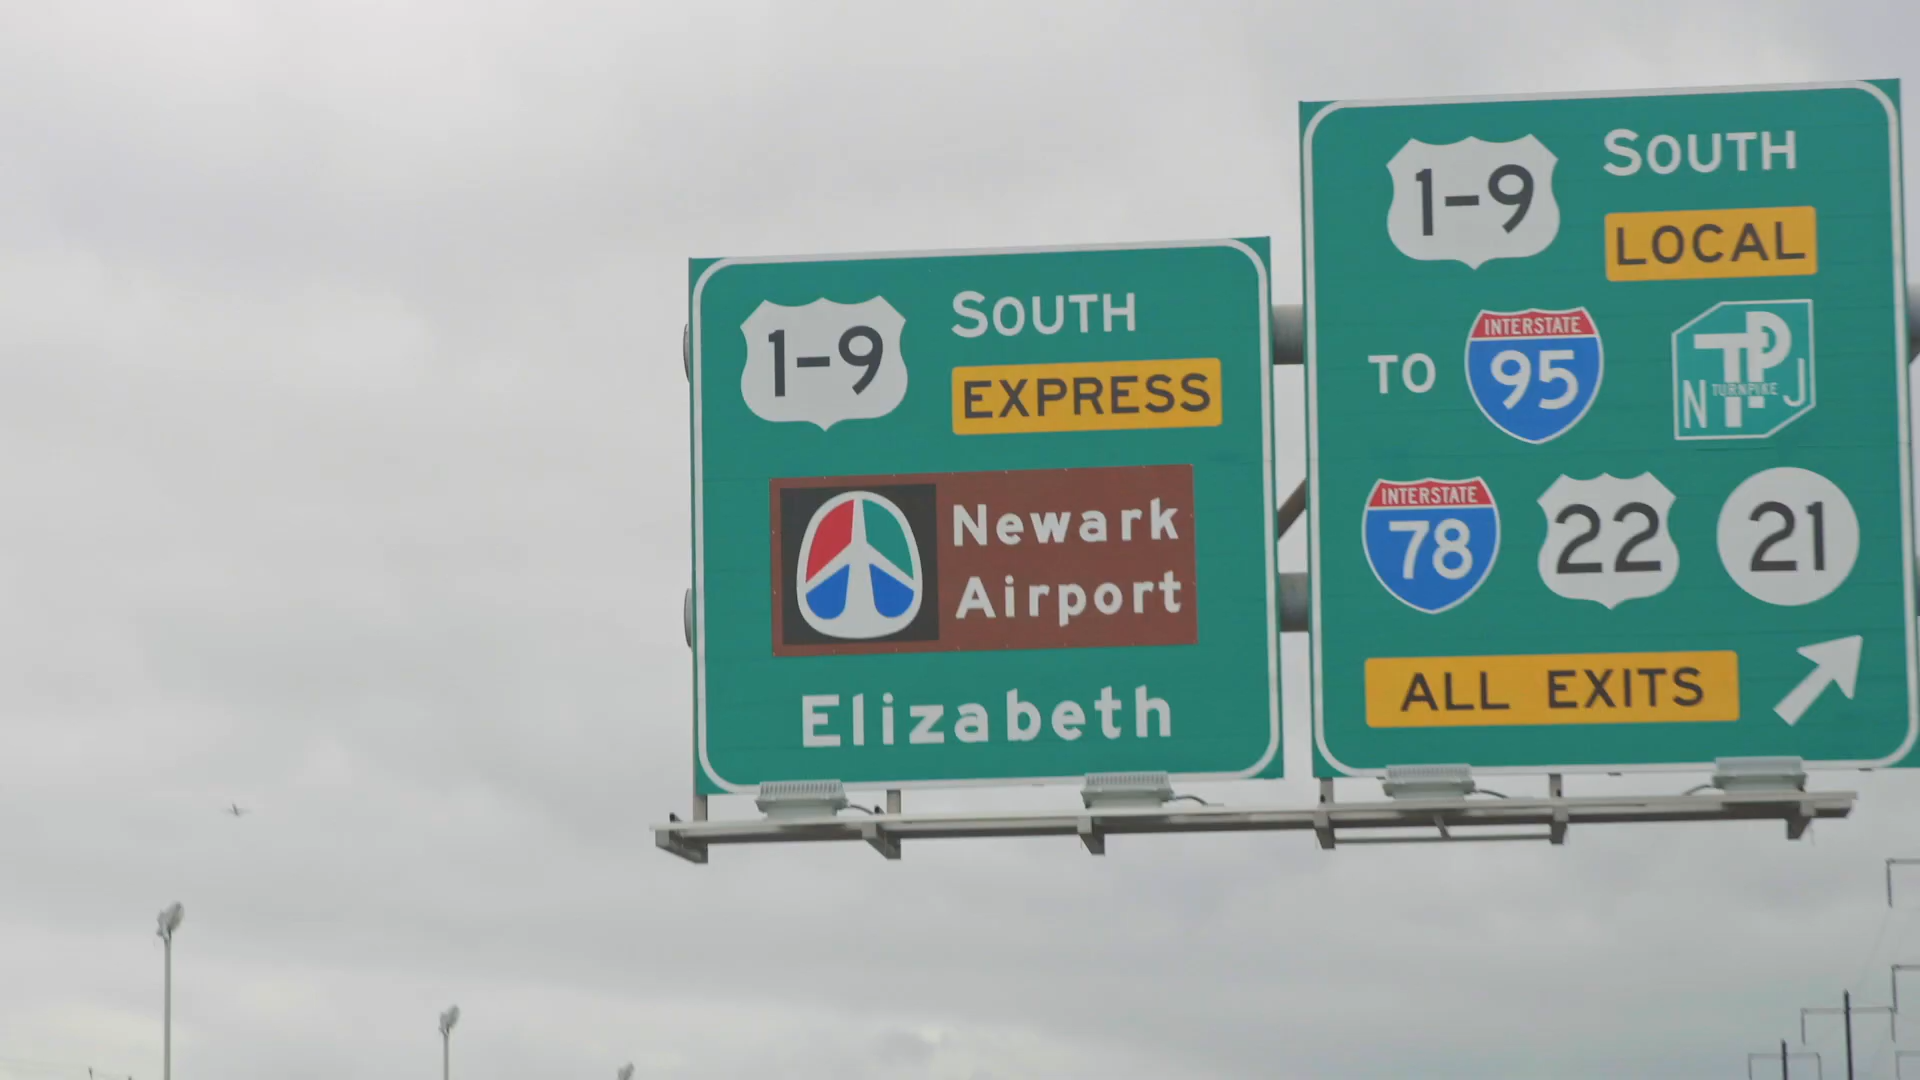 1-9 SOUTH
EXPRESS
Newark
Airport
Elizabeth
1-9 SOUTH
LOCAL
TO INTERSTATE 95 NJ TP TURNPIKE
INTERSTATE 78 22 21
ALL EXITS